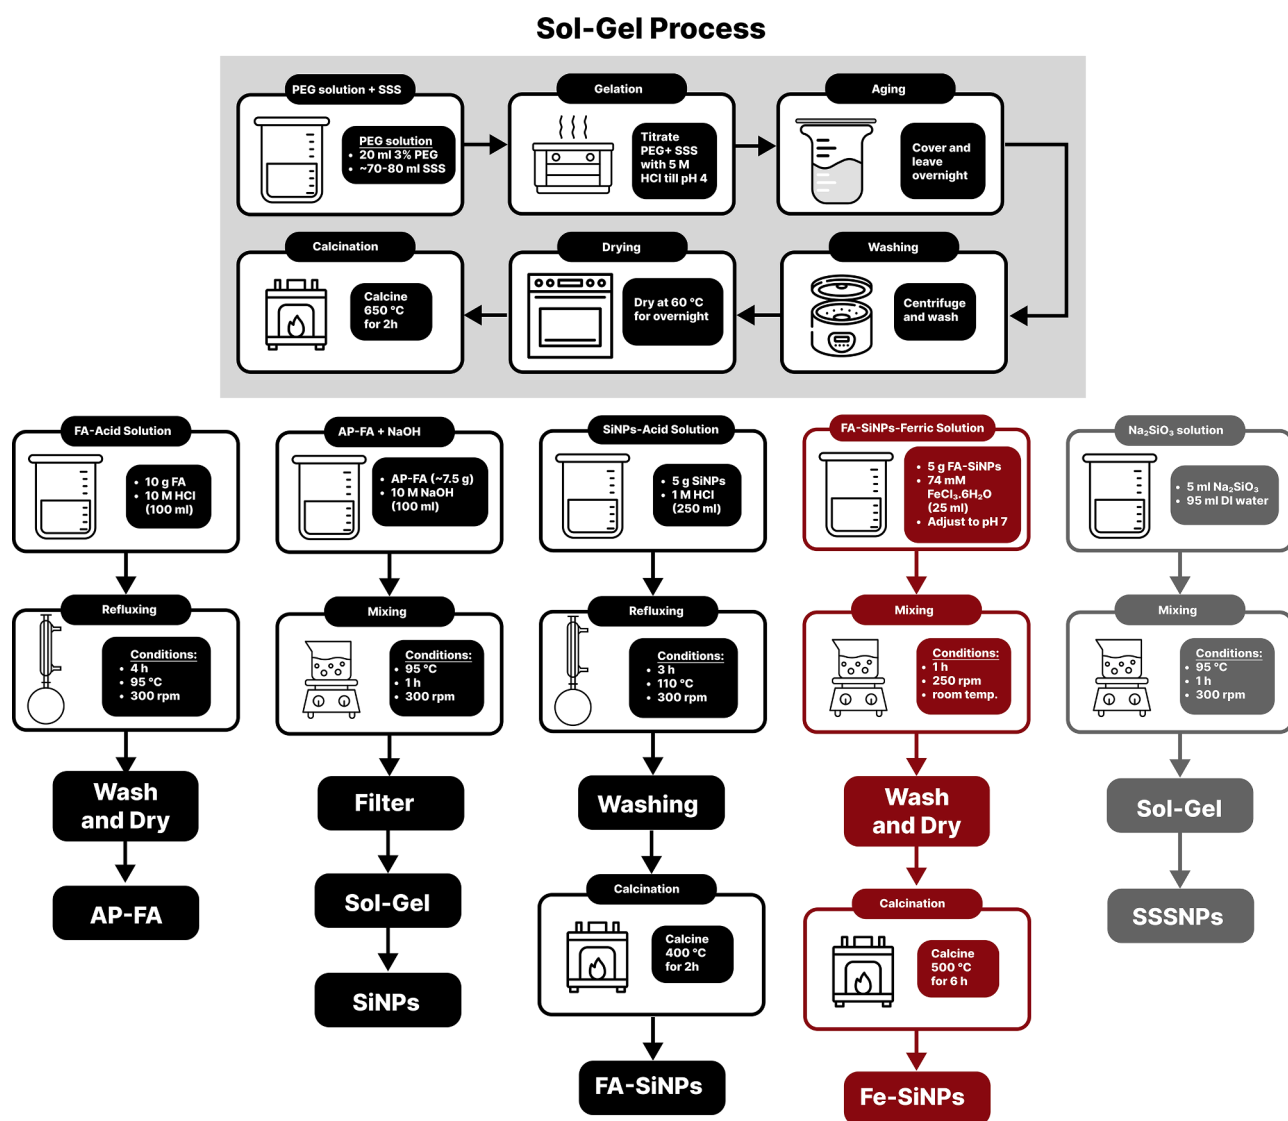 Sol-Gel Process
PEG solution + SSS
PEG solution
• 20 ml 3% PEG
• ~70-80 ml SSS
Gelation
Titrate
PEG+ SSS
with 5 M
HCl till pH 4
Aging
Cover and
leave
overnight
Calcination
Calcine
650 °C
for 2h
Drying
Dry at 60 °C
for overnight
Washing
Centrifuge
and wash
FA-Acid Solution
• 10 g FA
• 10 M HCl
(100 ml)
Refluxing
Conditions:
• 4 h
• 95 °C
• 300 rpm
Wash
and Dry
AP-FA
AP-FA + NaOH
• AP-FA (~7.5 g)
• 10 M NaOH
(100 ml)
Mixing
Conditions:
• 95 °C
• 1 h
• 300 rpm
Filter
Sol-Gel
SiNPs
SiNPs-Acid Solution
• 5 g SiNPs
• 1 M HCl
(250 ml)
Refluxing
Conditions:
• 3 h
• 110 °C
• 300 rpm
Washing
Calcination
Calcine
400 °C
for 2h
FA-SiNPs
FA-SiNPs-Ferric Solution
• 5 g FA-SiNPs
• 74 mM
FeCl₃.6H₂O
(25 ml)
• Adjust to pH 7
Mixing
Conditions:
• 1 h
• 250 rpm
• room temp.
Wash
and Dry
Calcination
Calcine
500 °C
for 6 h
Fe-SiNPs
Na₂SiO₃ solution
• 5 ml Na₂SiO₃
• 95 ml DI water
Mixing
Conditions:
• 95 °C
• 1 h
• 300 rpm
Sol-Gel
SSSNPs